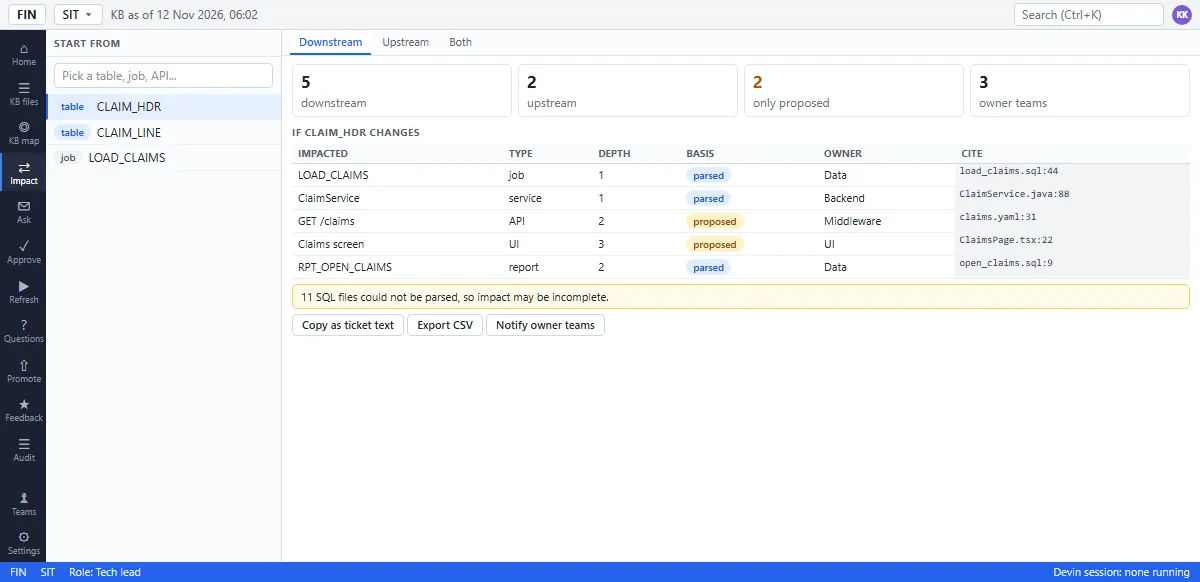 FIN SIT KB as of 12 Nov 2026, 06:02 Search (Ctrl+K) KK
Home
KB files
KB map
Impact
Ask
Approve
Refresh
Questions
Promote
Feedback
Audit
Teams
Settings
START FROM
Pick a table, job, API...
table CLAIM_HDR
table CLAIM_LINE
job LOAD_CLAIMS
Downstream Upstream Both
5 2 2 3
downstream upstream only proposed owner teams
IF CLAIM_HDR CHANGES
IMPACTED TYPE DEPTH BASIS OWNER CITE
LOAD_CLAIMS job 1 parsed Data load_claims.sql:44
ClaimService service 1 parsed Backend ClaimService.java:88
GET /claims API 2 proposed Middleware claims.yaml:31
Claims screen UI 3 proposed UI ClaimsPage.tsx:22
RPT_OPEN_CLAIMS report 2 parsed Data open_claims.sql:9
11 SQL files could not be parsed, so impact may be incomplete.
Copy as ticket text Export CSV Notify owner teams
FIN SIT Role: Tech lead Devin session: none running